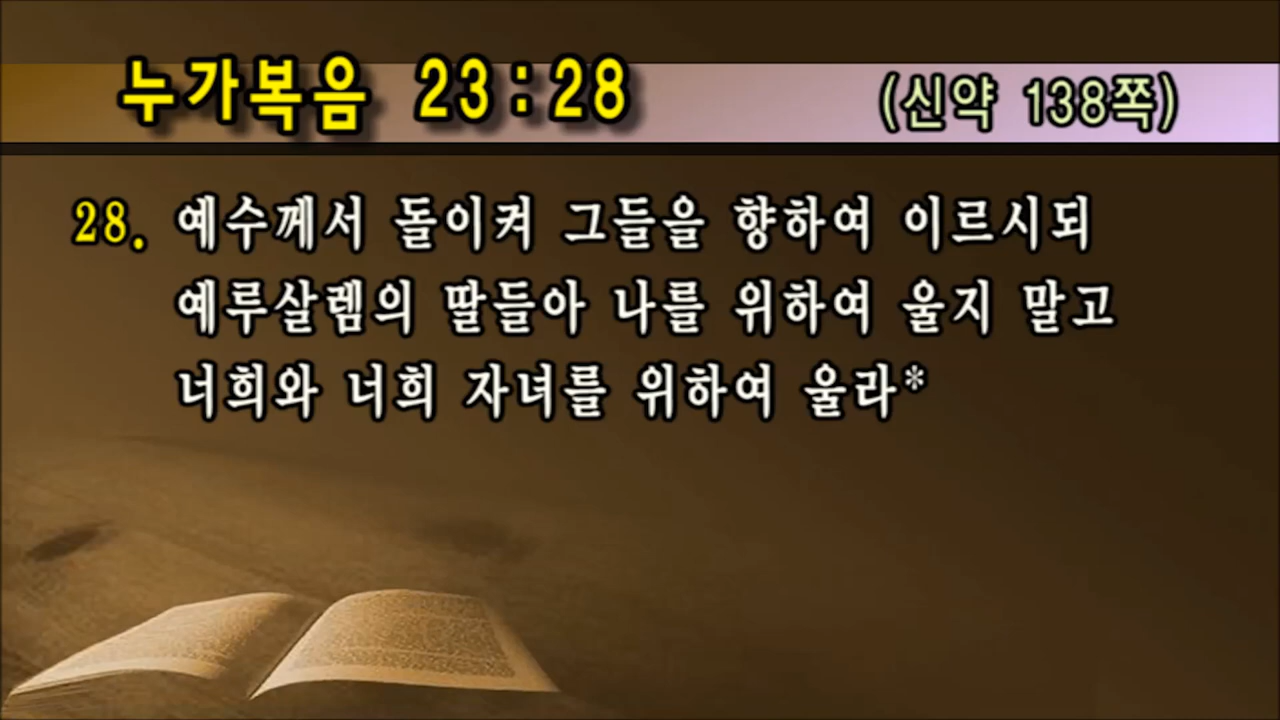 누가복음 23:28 (신약 138쪽)
28. 예수께서 돌이켜 그들을 향하여 이르시되
예루살렘의 딸들아 나를 위하여 울지 말고
너희와 너희 자녀를 위하여 울라*